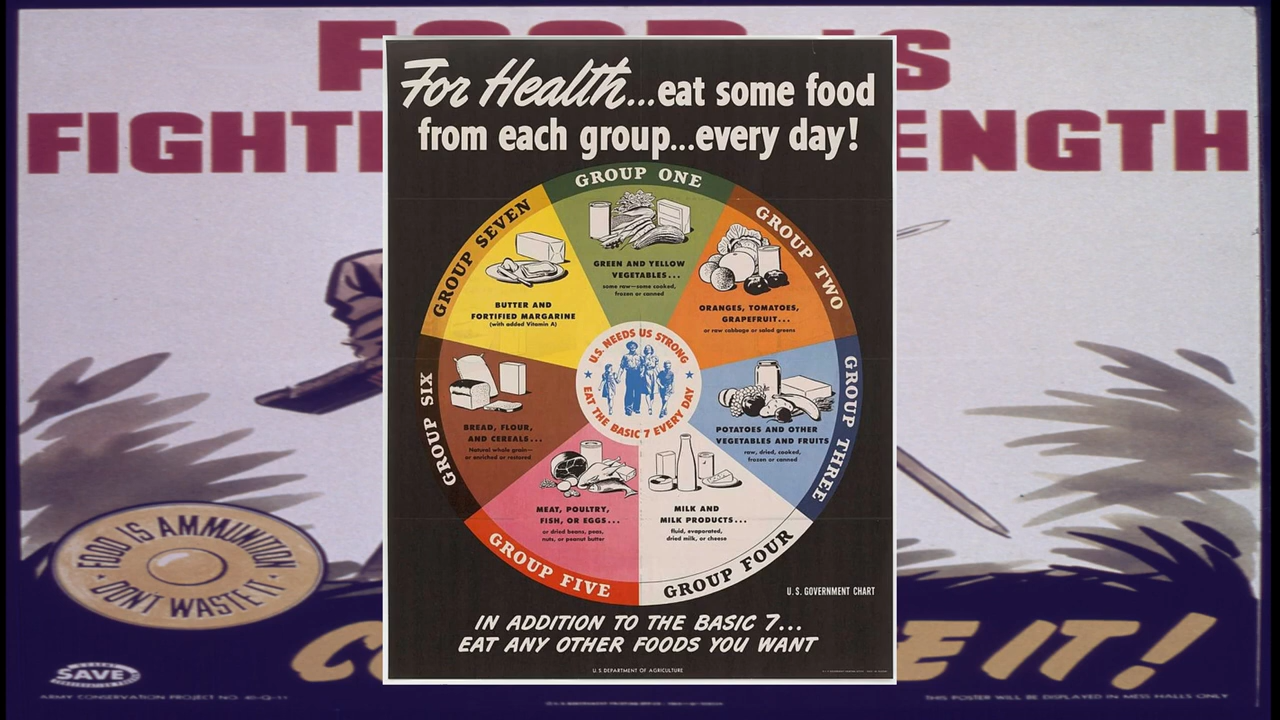 FOOD IS
FIGHTI ENGTH
For Health...eat some food
from each group...every day!
GROUP ONE
GREEN AND YELLOW
VEGETABLES...
some raw—some cooked,
frozen or canned
GROUP TWO
ORANGES, TOMATOES,
GRAPEFRUIT...
or raw cabbage or salad greens
GROUP THREE
POTATOES AND OTHER
VEGETABLES AND FRUITS
raw, dried, cooked,
frozen or canned
GROUP FOUR
MILK AND
MILK PRODUCTS...
fluid, evaporated,
dried milk, or cheese
GROUP FIVE
MEAT, POULTRY,
FISH, OR EGGS...
or dried beans, peas,
nuts, or peanut butter
GROUP SIX
BREAD, FLOUR,
AND CEREALS...
Natural whole grain—
or enriched or restored
GROUP SEVEN
BUTTER AND
FORTIFIED MARGARINE
(with added Vitamin A)
U.S. NEEDS US STRONG
EAT THE BASIC 7 EVERY DAY
U.S. GOVERNMENT CHART
IN ADDITION TO THE BASIC 7...
EAT ANY OTHER FOODS YOU WANT
U S DEPARTMENT OF AGRICULTURE
FOOD IS AMMUNITION
DON'T WASTE IT
E IT!
SAVE
ARMY CONSERVATION PROJECT NO.
THIS POSTER WILL BE DISPLAYED IN MESS HALLS ONLY